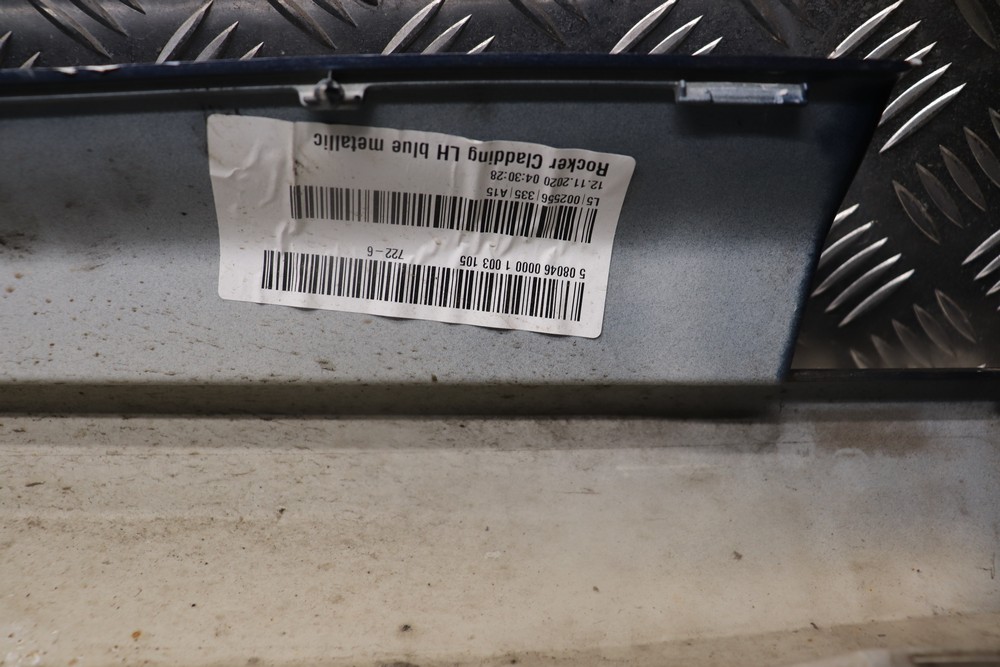 5 08046 0000 1 003 105
722-6
L5|002556|335|A15
12.11.2020 04:30:28
Rocker Cladding LH blue metallic